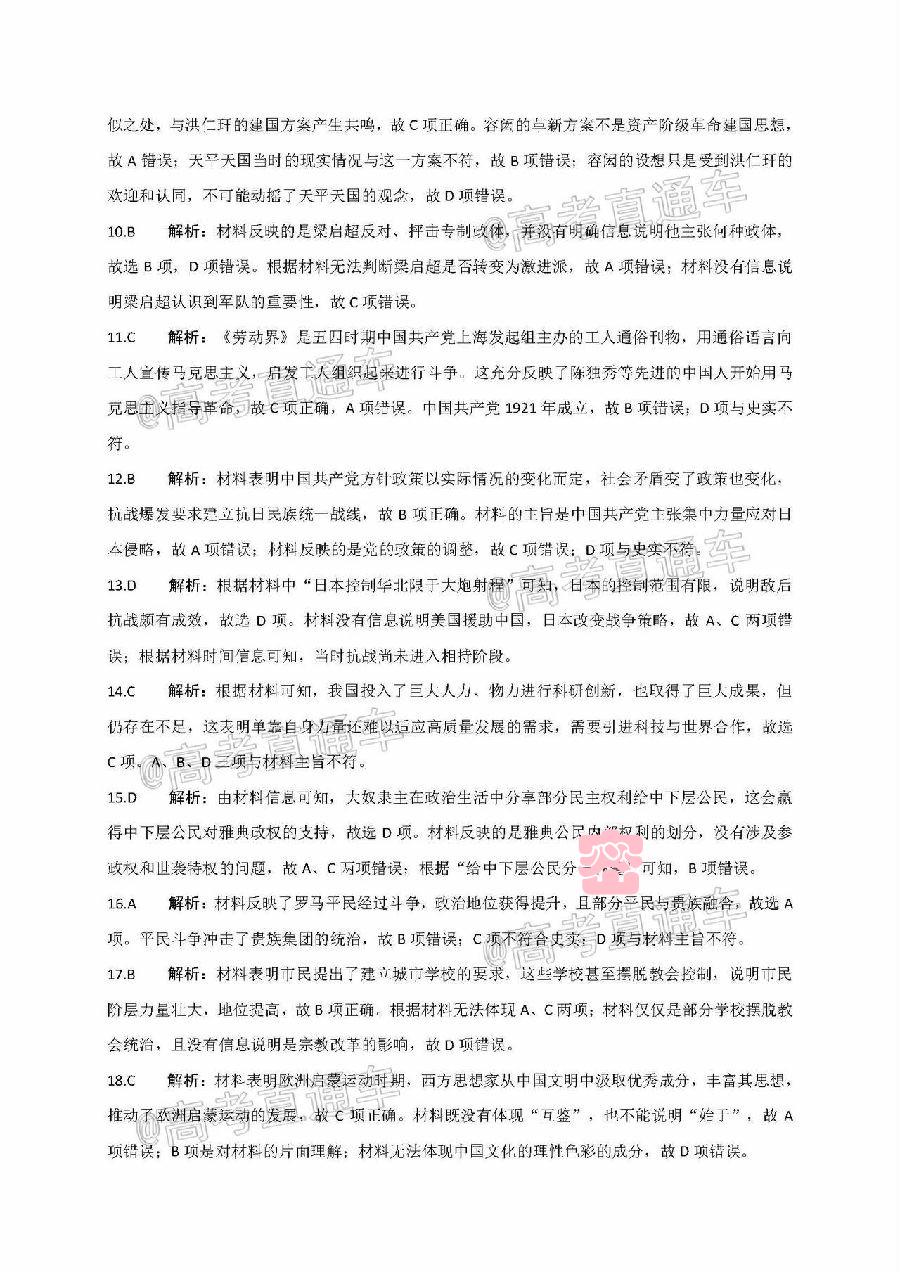 似之处，与洪仁玕的建国方案产生共鸣，故 C 项正确。容闳的革新方案不是资产阶级革命建国思想，
故 A 错误；天平天国当时的现实情况与这一方案不符，故 B 项错误；容闳的设想只是受到洪仁玕的
欢迎和认同，不可能动摇了天平天国的观念，故 D 项错误。
10.B 解析：材料反映的是梁启超反对、抨击专制政体，并没有明确信息说明他主张何种政体，
故选 B 项，D 项错误。根据材料无法判断梁启超是否转变为激进派，故 A 项错误；材料没有信息说
明梁启超认识到军队的重要性，故 C 项错误。
11.C 解析：《劳动界》是五四时期中国共产党上海发起组主办的工人通俗刊物，用通俗语言向
工人宣传马克思主义，启发工人组织起来进行斗争。这充分反映了陈独秀等先进的中国人开始用马
克思主义指导革命，故 C 项正确，A 项错误。中国共产党 1921 年成立，故 B 项错误；D 项与史实不
符。
12.B 解析：材料表明中国共产党方针政策以实际情况的变化而定，社会矛盾变了政策也变化，
抗战爆发要求建立抗日民族统一战线，故 B 项正确。材料的主旨是中国共产党主张集中力量应对日
本侵略，故 A 项错误；材料反映的是党的政策的调整，故 C 项错误；D 项与史实不符。
13.D 解析：根据材料中“日本控制华北限于大炮射程”可知，日本的控制范围有限，说明敌后
抗战颇有成效，故选 D 项。材料没有信息说明美国援助中国，日本改变战争策略，故 A、C 两项错
误；根据材料时间信息可知，当时抗战尚未进入相持阶段。
14.C 解析：根据材料可知，我国投入了巨大人力、物力进行科研创新，也取得了巨大成果，但
仍存在不足，这表明单靠自身力量还难以适应高质量发展的需求，需要引进科技与世界合作，故选
C 项。A、B、D 三项与材料主旨不符。
15.D 解析：由材料信息可知，大奴隶主在政治生活中分享部分民主权利给中下层公民，这会赢
得中下层公民对雅典政权的支持，故选 D 项。材料反映的是雅典公民内部权利的划分，没有涉及参
政权和世袭特权的问题，故 A、C 两项错误；根据“给中下层公民分一 可知，B 项错误。
16.A 解析：材料反映了罗马平民经过斗争，政治地位获得提升，且部分平民与贵族融合，故选 A
项。平民斗争冲击了贵族集团的统治，故 B 项错误；C 项不符合史实；D 项与材料主旨不符。
17.B 解析：材料表明市民提出了建立城市学校的要求，这些学校甚至摆脱教会控制，说明市民
阶层力量壮大，地位提高，故 B 项正确。根据材料无法体现 A、C 两项；材料仅仅是部分学校摆脱教
会统治，且没有信息说明是宗教改革的影响，故 D 项错误。
18.C 解析：材料表明欧洲启蒙运动时期，西方思想家从中国文明中汲取优秀成分，丰富其思想，
推动了欧洲启蒙运动的发展，故 C 项正确。材料既没有体现“互鉴”，也不能说明“始于”，故 A
项错误；B 项是对材料的片面理解；材料无法体现中国文化的理性色彩的成分，故 D 项错误。
@高考直通车
@高考直通车
@高考直通车
@高考直通车
@高考直通车
@高考直通车